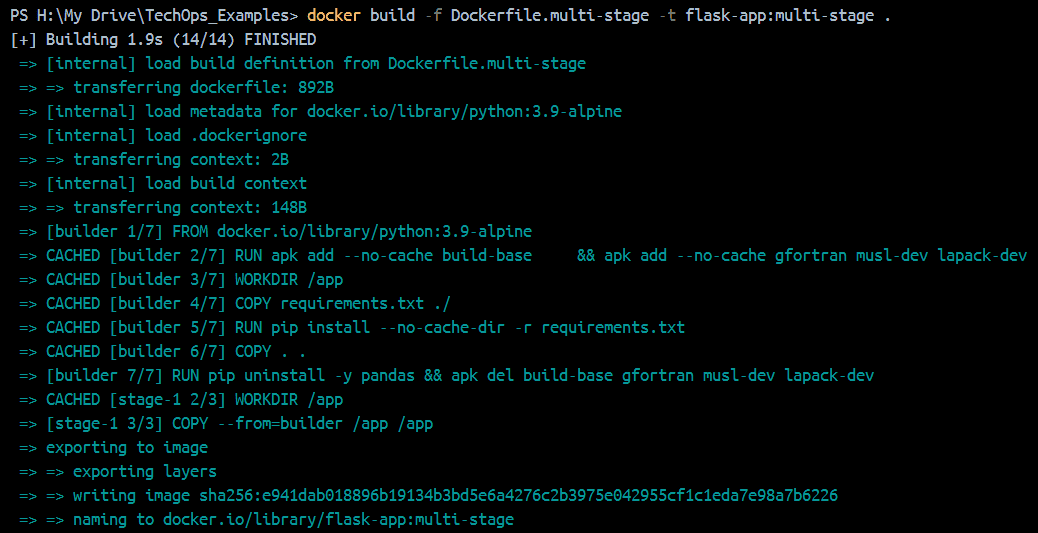 PS H:\My Drive\TechOps_Examples> docker build -f Dockerfile.multi-stage -t flask-app:multi-stage .
[+] Building 1.9s (14/14) FINISHED
=> [internal] load build definition from Dockerfile.multi-stage
=> => transferring dockerfile: 892B
=> [internal] load metadata for docker.io/library/python:3.9-alpine
=> [internal] load .dockerignore
=> => transferring context: 2B
=> [internal] load build context
=> => transferring context: 148B
=> [builder 1/7] FROM docker.io/library/python:3.9-alpine
=> CACHED [builder 2/7] RUN apk add --no-cache build-base     && apk add --no-cache gfortran musl-dev lapack-dev
=> CACHED [builder 3/7] WORKDIR /app
=> CACHED [builder 4/7] COPY requirements.txt ./
=> CACHED [builder 5/7] RUN pip install --no-cache-dir -r requirements.txt
=> CACHED [builder 6/7] COPY . .
=> [builder 7/7] RUN pip uninstall -y pandas && apk del build-base gfortran musl-dev lapack-dev
=> CACHED [stage-1 2/3] WORKDIR /app
=> [stage-1 3/3] COPY --from=builder /app /app
=> exporting to image
=> => exporting layers
=> => writing image sha256:e941dab018896b19134b3bd5e6a4276c2b3975e042955cf1c1eda7e98a7b6226
=> => naming to docker.io/library/flask-app:multi-stage